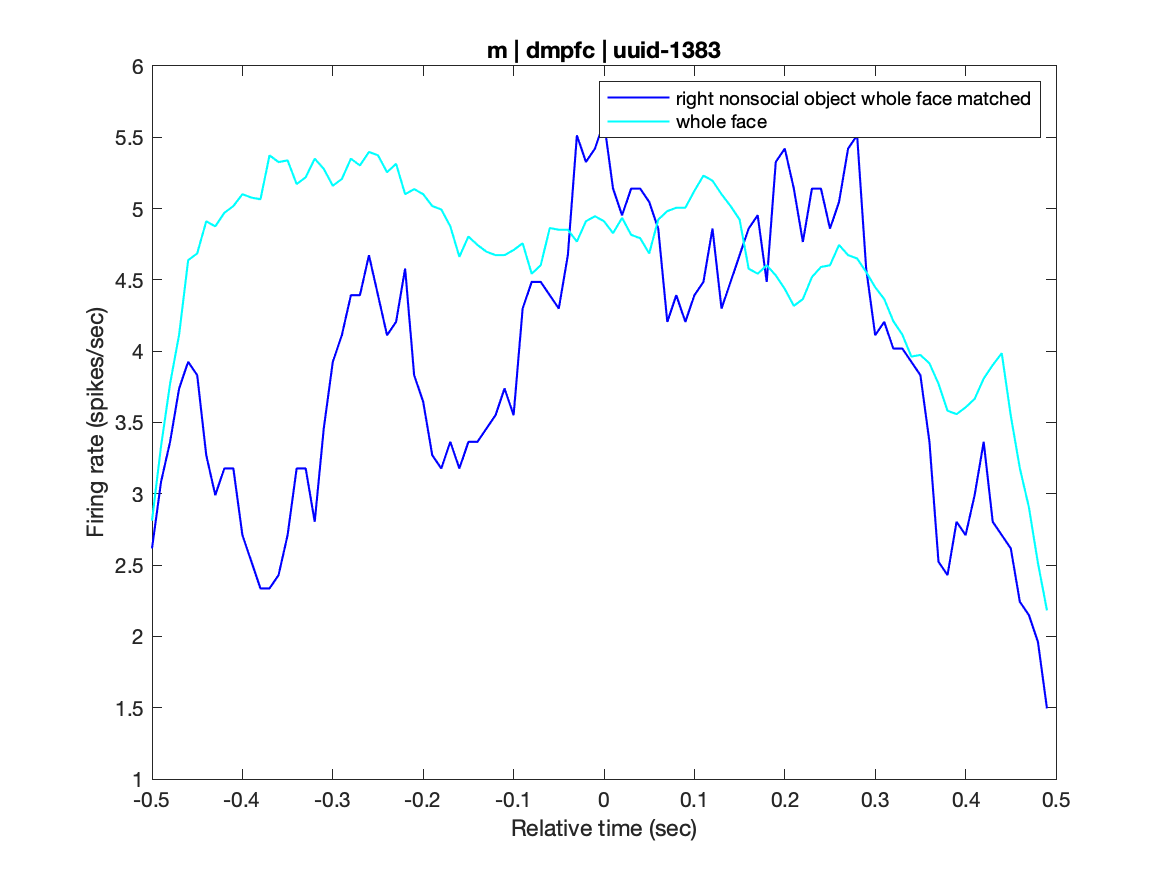 m | dmpfc | uuid-1383
right nonsocial object whole face matched
whole face
Firing rate (spikes/sec)
6
5.5
5
4.5
4
3.5
3
2.5
2
1.5
1
-0.5 -0.4 -0.3 -0.2 -0.1 0 0.1 0.2 0.3 0.4 0.5
Relative time (sec)